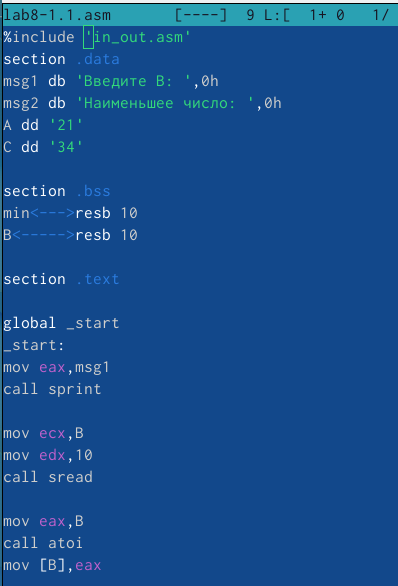 lab8-1.1.asm [----] 9 L:[ 1+ 0 1/
%include 'in_out.asm'
section .data
msg1 db 'Введите B: ',0h
msg2 db 'Наименьшее число: ',0h
A dd '21'
C dd '34'
section .bss
min<--->resb 10
B<----->resb 10
section .text
global _start
_start:
mov eax,msg1
call sprint
mov ecx,B
mov edx,10
call sread
mov eax,B
call atoi
mov [B],eax